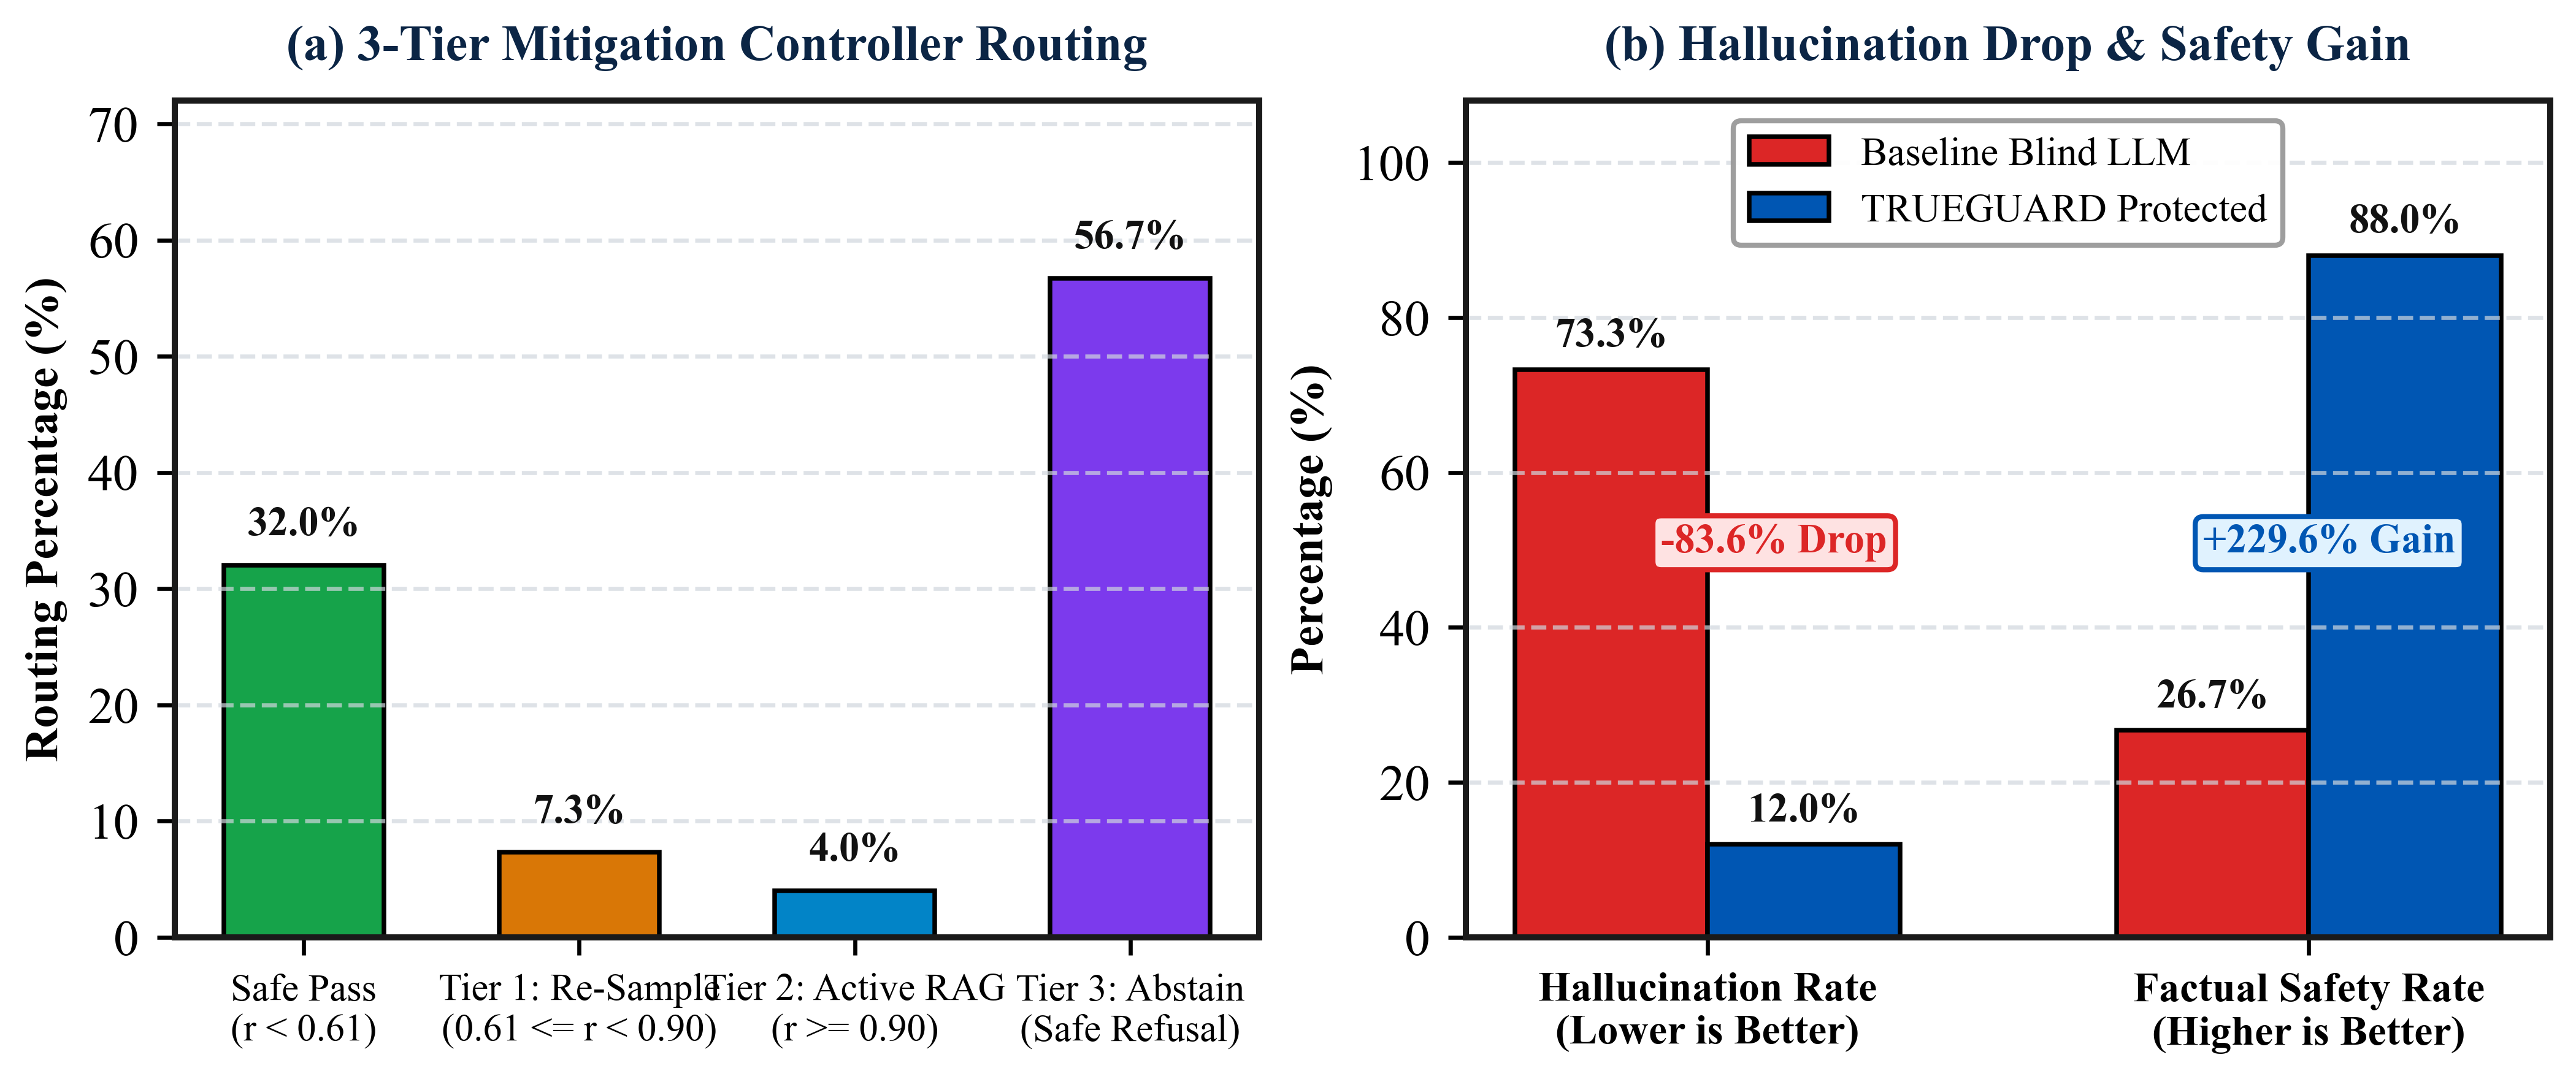 (a) 3-Tier Mitigation Controller Routing
Routing Percentage (%)
70
60
50
40
30
20
10
0
32.0%
7.3%
4.0%
56.7%
Safe Pass
(r < 0.61)
Tier 1: Re-Sample
(0.61 <= r < 0.90)
Tier 2: Active RAG
(r >= 0.90)
Tier 3: Abstain
(Safe Refusal)
(b) Hallucination Drop & Safety Gain
Percentage (%)
100
80
60
40
20
0
Baseline Blind LLM
TRUEGUARD Protected
73.3%
12.0%
-83.6% Drop
26.7%
88.0%
+229.6% Gain
Hallucination Rate
(Lower is Better)
Factual Safety Rate
(Higher is Better)